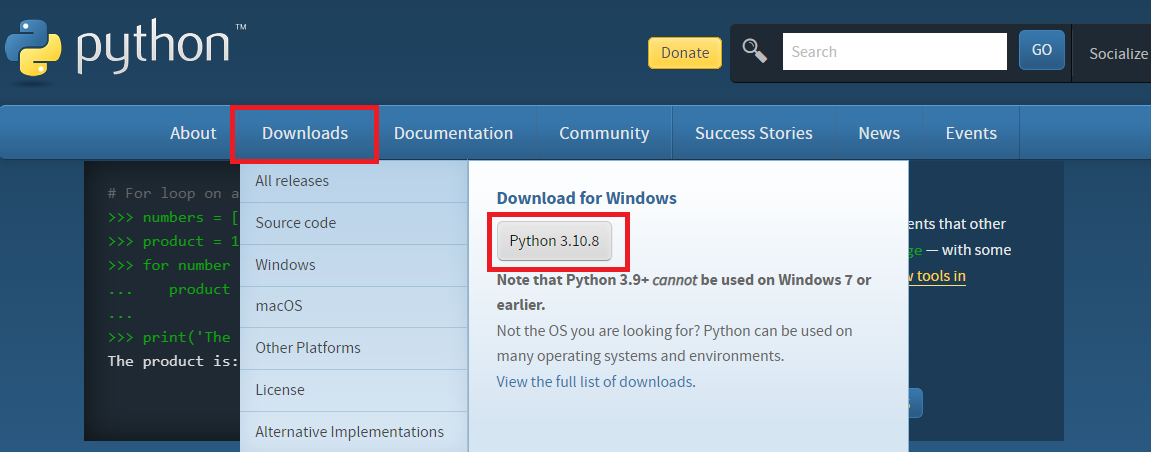 python™
Donate
Search
GO
Socialize
About
Downloads
Documentation
Community
Success Stories
News
Events
# For loop on a
>>> numbers = [
>>> product = 1
>>> for number
... product
...
>>> print('The
The product is:
All releases
Source code
Windows
macOS
Other Platforms
License
Alternative Implementations
Download for Windows
Python 3.10.8
Note that Python 3.9+ cannot be used on Windows 7 or
earlier.
Not the OS you are looking for? Python can be used on
many operating systems and environments.
View the full list of downloads.
ents that other
ge — with some
w tools in